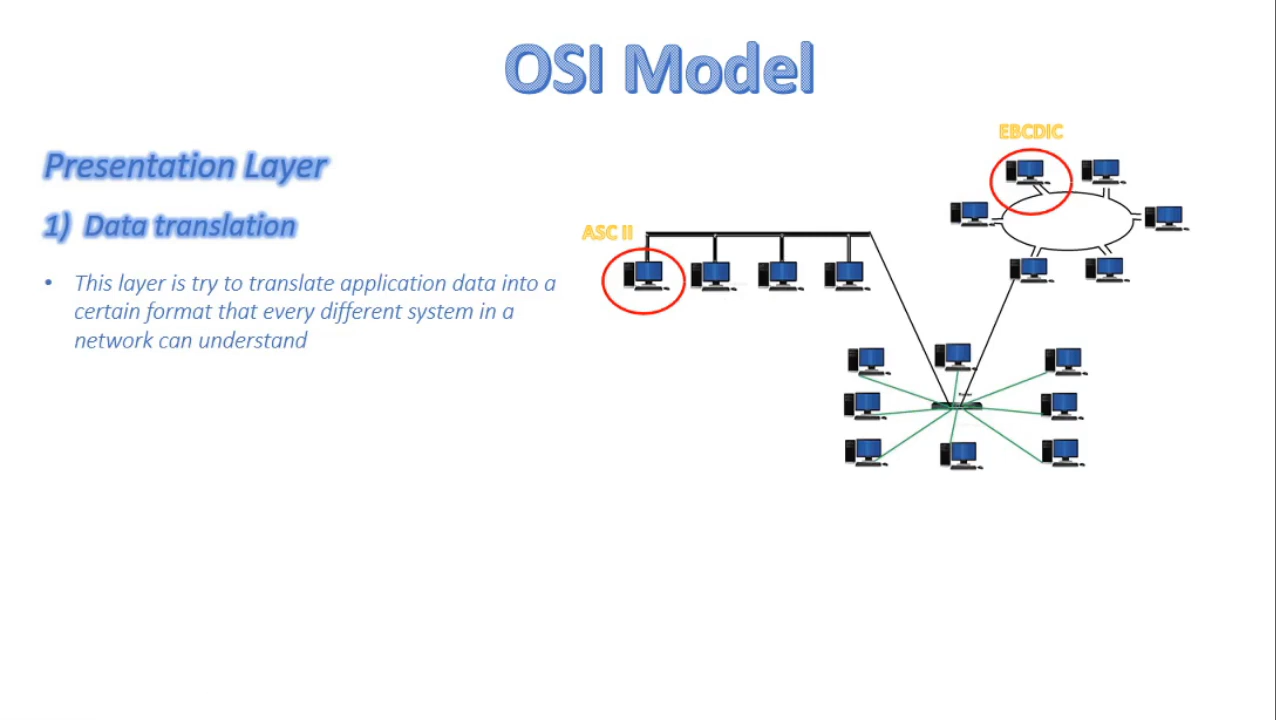 OSI Model
EBCDIC
Presentation Layer
1) Data translation
ASC II
• This layer is try to translate application data into a
certain format that every different system in a
network can understand